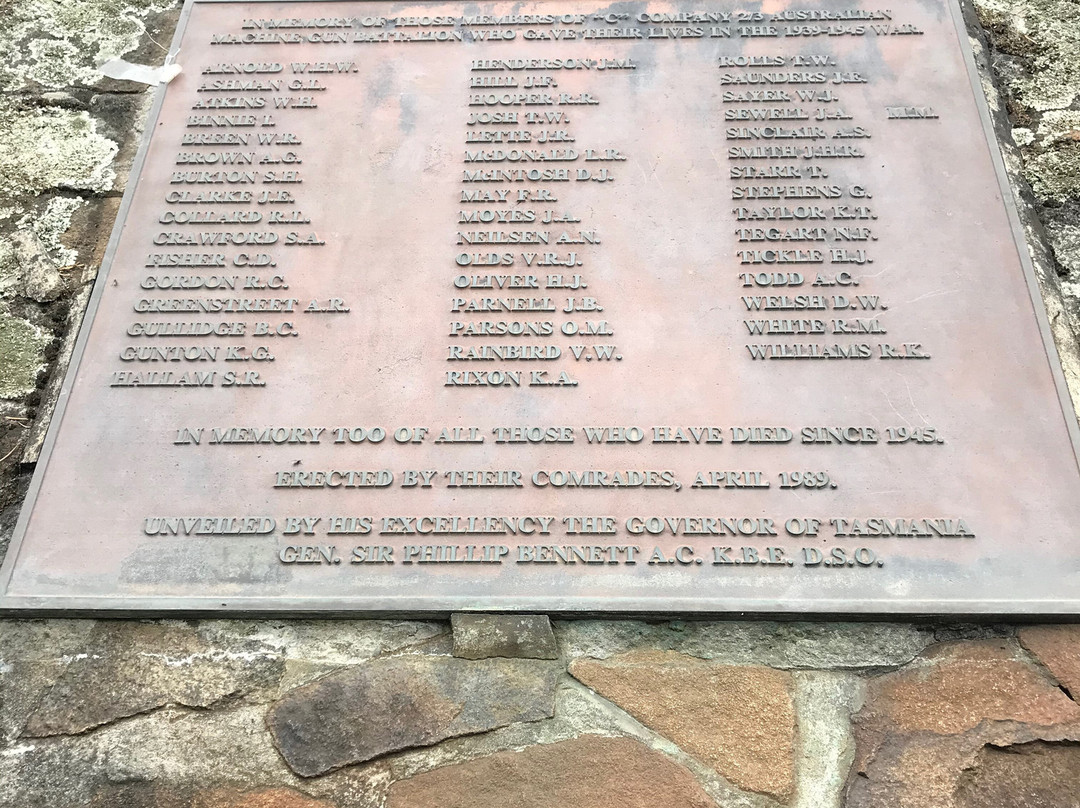 IN MEMORY OF THOSE MEMBERS OF "C" COMPANY 2/3 AUSTRALIAN
MACHINE GUN BATTALION WHO GAVE THEIR LIVES IN THE 1939-1945 WAR.
ARNOLD W.H.W.
ASHMAN G.L.
ATKINS W.H.
BINNIE I.
BREEN W.R.
BROWN A.G.
BURTON S.H.
CLARKE J.E.
COLLARD R.L.
CRAWFORD S.A.
FISHER C.D.
GORDON R.C.
GREENSTREET A.R.
GULLIDGE B.C.
GUNTON K.G.
HALLAM S.R.
HENDERSON J.M.
HILL J.F.
HOOPER R.R.
JOSH T.W.
LETTE J.R.
McDONALD L.R.
McINTOSH D.J.
MAY F.R.
MOYES J.A.
NEILSEN A.N.
OLDS V.R.J.
OLIVER H.J.
PARNELL J.B.
PARSONS O.M.
RAINBIRD V.W.
RIXON K.A.
ROLLS T.W.
SAUNDERS J.R.
SAYER W.J.
SEWELL J.A. M.M.
SINCLAIR A.S.
SMITH J.H.R.
STARR T.
STEPHENS G.
TAYLOR K.T.
TEGART N.F.
TICKLE H.J.
TODD A.C.
WELSH D.W.
WHITE R.M.
WILLIAMS R.K.
IN MEMORY TOO OF ALL THOSE WHO HAVE DIED SINCE 1945.
ERECTED BY THEIR COMRADES, APRIL 1989.
UNVEILED BY HIS EXCELLENCY THE GOVERNOR OF TASMANIA
GEN. SIR PHILLIP BENNETT A.C. K.B.E. D.S.O.